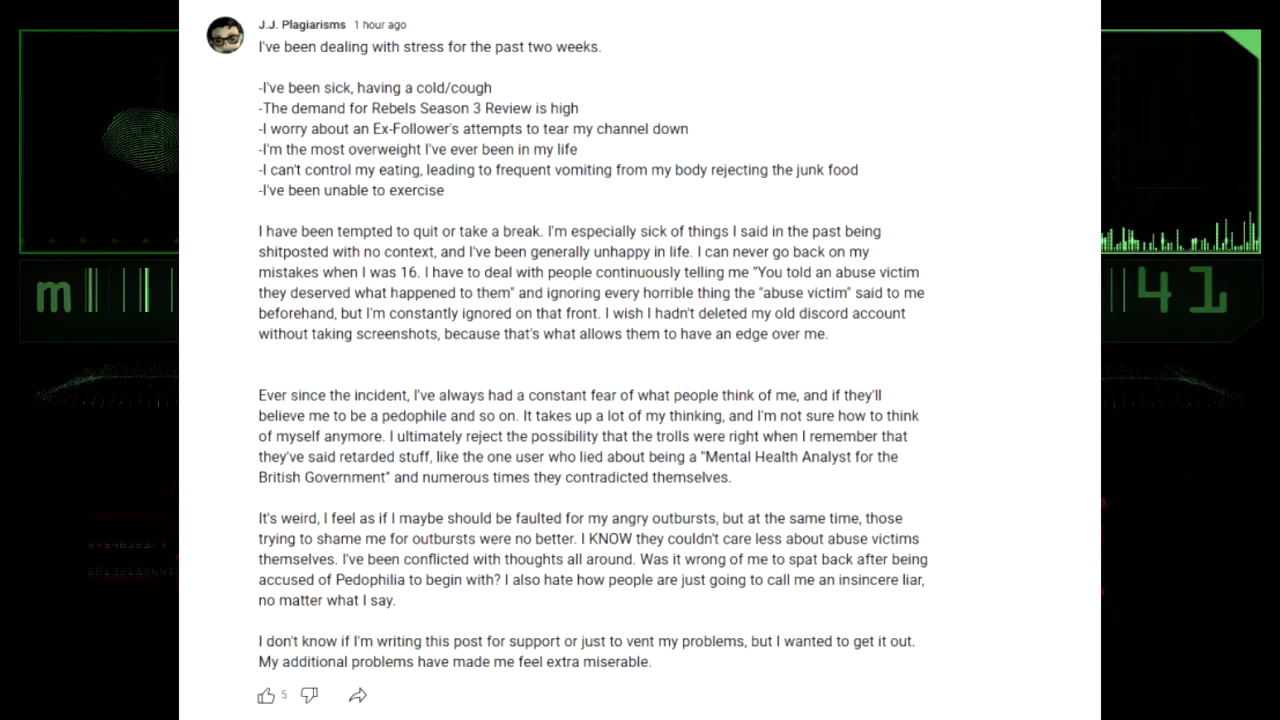 J.J. Plagiarisms 1 hour ago
I've been dealing with stress for the past two weeks.
-I've been sick, having a cold/cough
-The demand for Rebels Season 3 Review is high
-I worry about an Ex-Follower's attempts to tear my channel down
-I'm the most overweight I've ever been in my life
-I can't control my eating, leading to frequent vomiting from my body rejecting the junk food
-I've been unable to exercise
I have been tempted to quit or take a break. I'm especially sick of things I said in the past being
shitposted with no context, and I've been generally unhappy in life. I can never go back on my
mistakes when I was 16. I have to deal with people continuously telling me "You told an abuse victim
they deserved what happened to them" and ignoring every horrible thing the "abuse victim" said to me
beforehand, but I'm constantly ignored on that front. I wish I hadn't deleted my old discord account
without taking screenshots, because that's what allows them to have an edge over me.
Ever since the incident, I've always had a constant fear of what people think of me, and if they'll
believe me to be a pedophile and so on. It takes up a lot of my thinking, and I'm not sure how to think
of myself anymore. I ultimately reject the possibility that the trolls were right when I remember that
they've said retarded stuff, like the one user who lied about being a "Mental Health Analyst for the
British Government" and numerous times they contradicted themselves.
It's weird, I feel as if I maybe should be faulted for my angry outbursts, but at the same time, those
trying to shame me for outbursts were no better. I KNOW they couldn't care less about abuse victims
themselves. I've been conflicted with thoughts all around. Was it wrong of me to spat back after being
accused of Pedophilia to begin with? I also hate how people are just going to call me an insincere liar,
no matter what I say.
I don't know if I'm writing this post for support or just to vent my problems, but I wanted to get it out.
My additional problems have made me feel extra miserable.
5
m
41